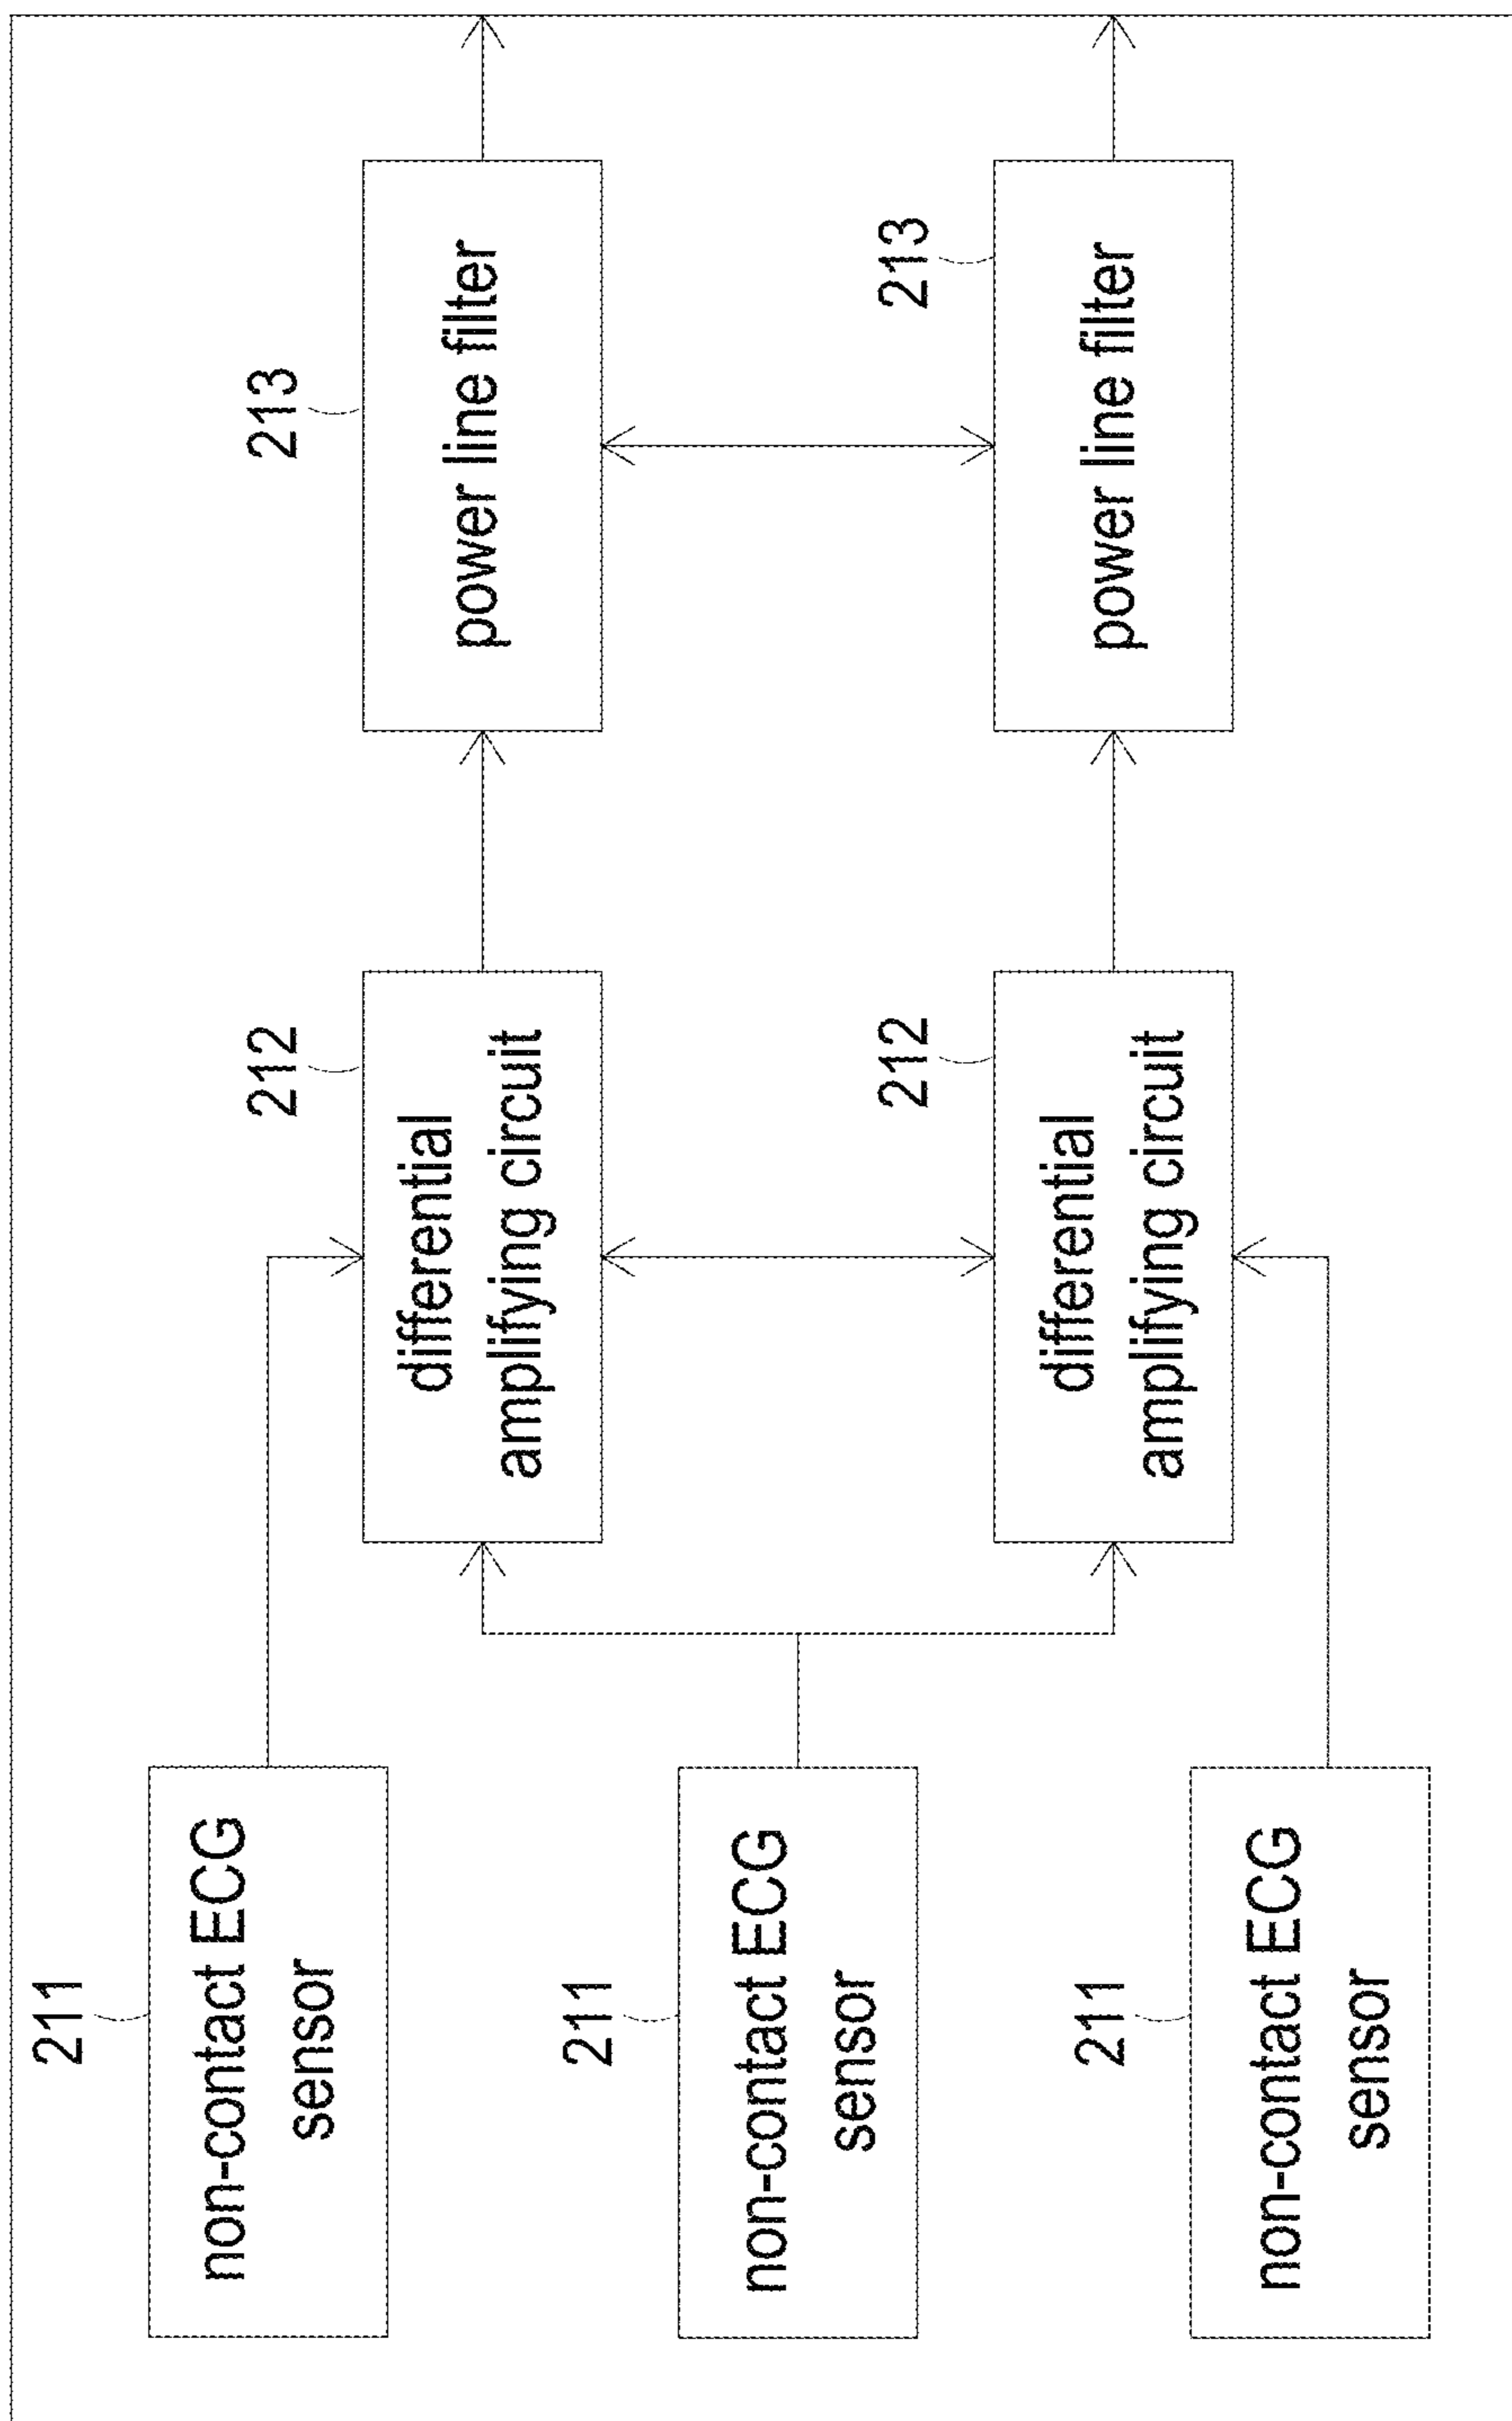 211
non-contact ECG
sensor
211
non-contact ECG
sensor
211
non-contact ECG
sensor
212
differential
amplifying circuit
212
differential
amplifying circuit
213
power line filter
213
power line filter